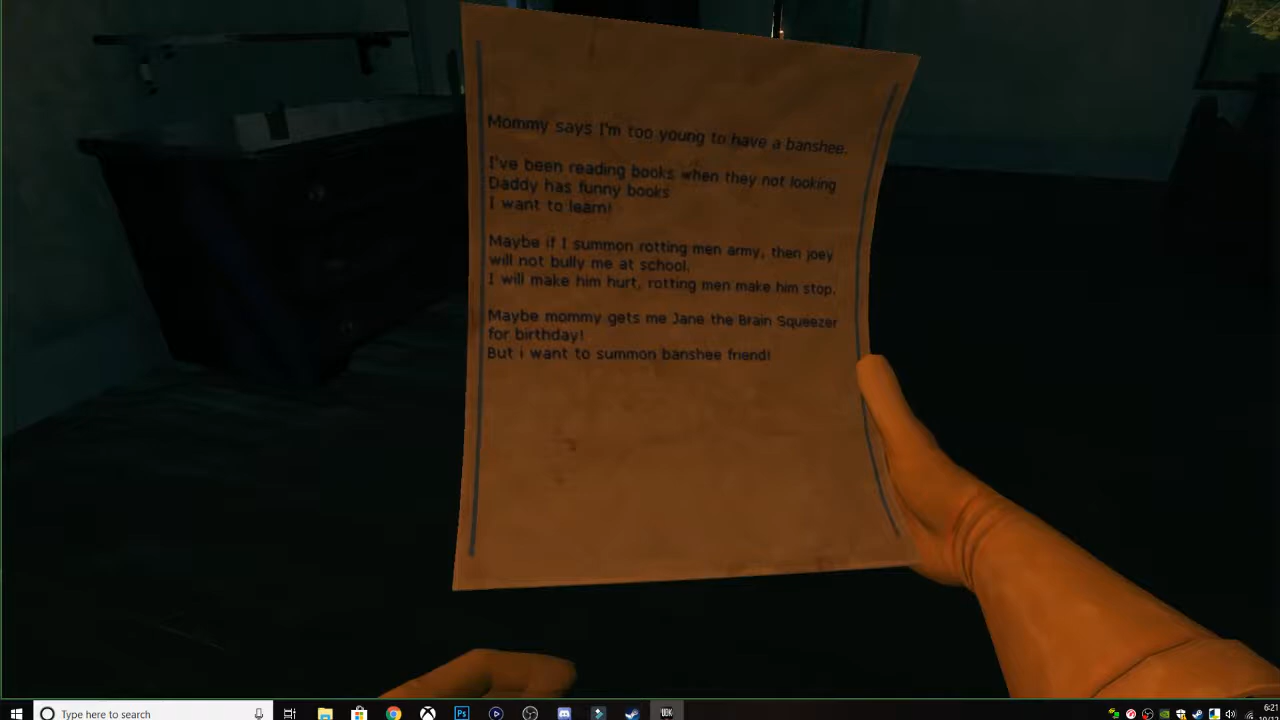 Mommy says I'm too young to have a banshee.
I've been reading books when they not looking
Daddy has funny books
I want to learn!
Maybe if I summon rotting men army, then joey
will not bully me at school.
I will make him hurt, rotting men make him stop.
Maybe mommy gets me Jane the Brain Squeezer
for birthday!
But i want to summon banshee friend!
Type here to search
Ps
6:21